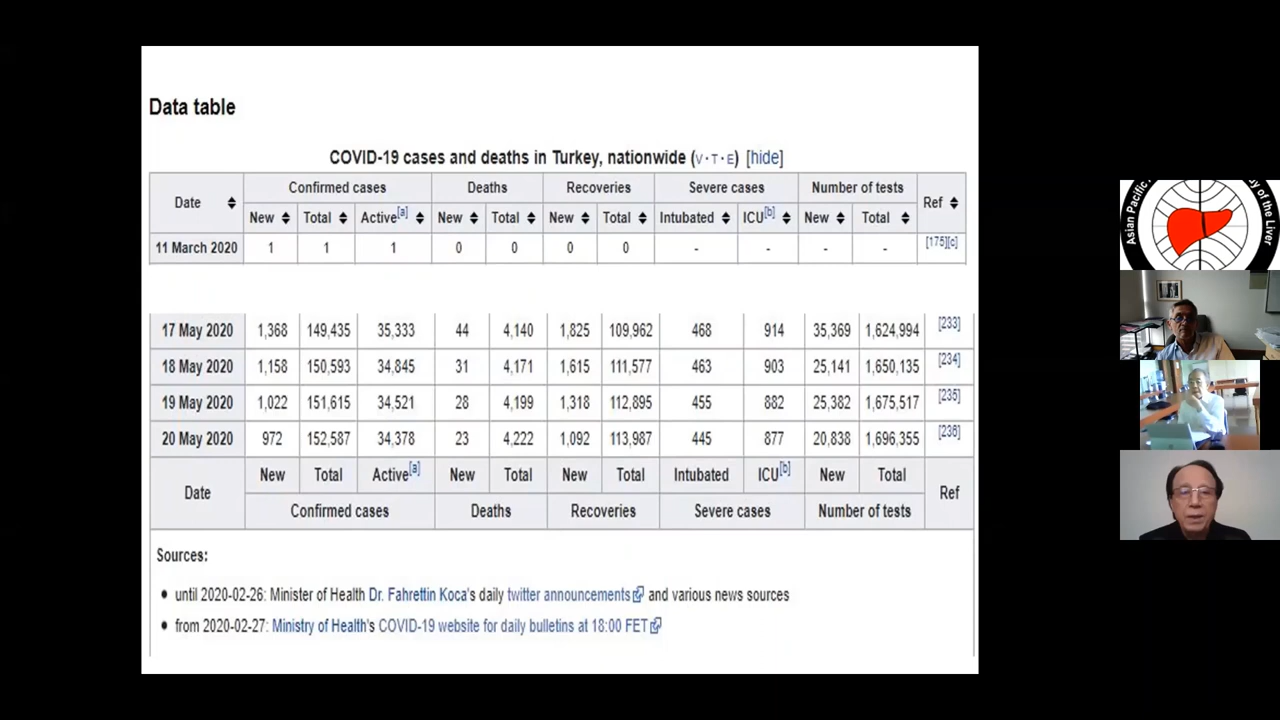 Data table
COVID-19 cases and deaths in Turkey, nationwide (V · T · E) [hide]
Date Confirmed cases Deaths Recoveries Severe cases Number of tests Ref
New Total Active[a] New Total New Total Intubated ICU[b] New Total
11 March 2020 1 1 1 0 0 0 0 - - - - [175][c]
17 May 2020 1,368 149,435 35,333 44 4,140 1,825 109,962 468 914 35,369 1,624,994 [233]
18 May 2020 1,158 150,593 34,845 31 4,171 1,615 111,577 463 903 25,141 1,650,135 [234]
19 May 2020 1,022 151,615 34,521 28 4,199 1,318 112,895 455 882 25,382 1,675,517 [235]
20 May 2020 972 152,587 34,378 23 4,222 1,092 113,987 445 877 20,838 1,696,355 [236]
Date New Total Active[a] New Total New Total Intubated ICU[b] New Total Ref
Confirmed cases Deaths Recoveries Severe cases Number of tests
Sources:
• until 2020-02-26: Minister of Health Dr. Fahrettin Koca's daily twitter announcements and various news sources
• from 2020-02-27: Ministry of Health's COVID-19 website for daily bulletins at 18:00 FET
Asian Pacific
dy of the Liver